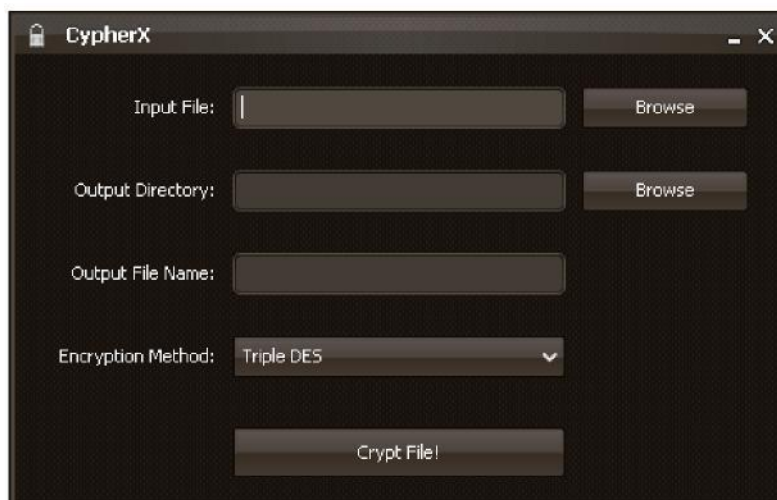 CypherX
Input File:
Browse
Output Directory:
Browse
Output File Name:
Encryption Method:
Triple DES
Crypt File!